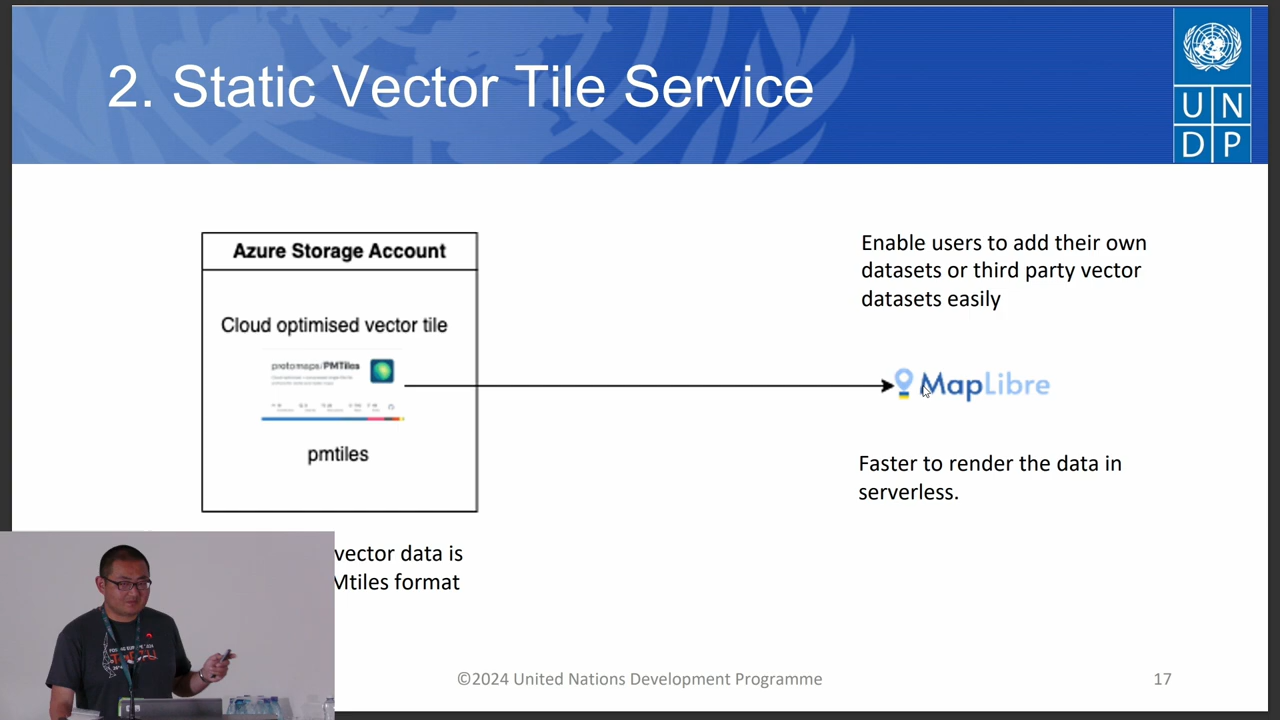 2. Static Vector Tile Service
U N
D P
Azure Storage Account
Cloud optimised vector tile
protomaps/PMTiles
pmtiles
Enable users to add their own
datasets or third party vector
datasets easily
MapLibre
Faster to render the data in
serverless.
vector data is
Mtiles format
©2024 United Nations Development Programme
17